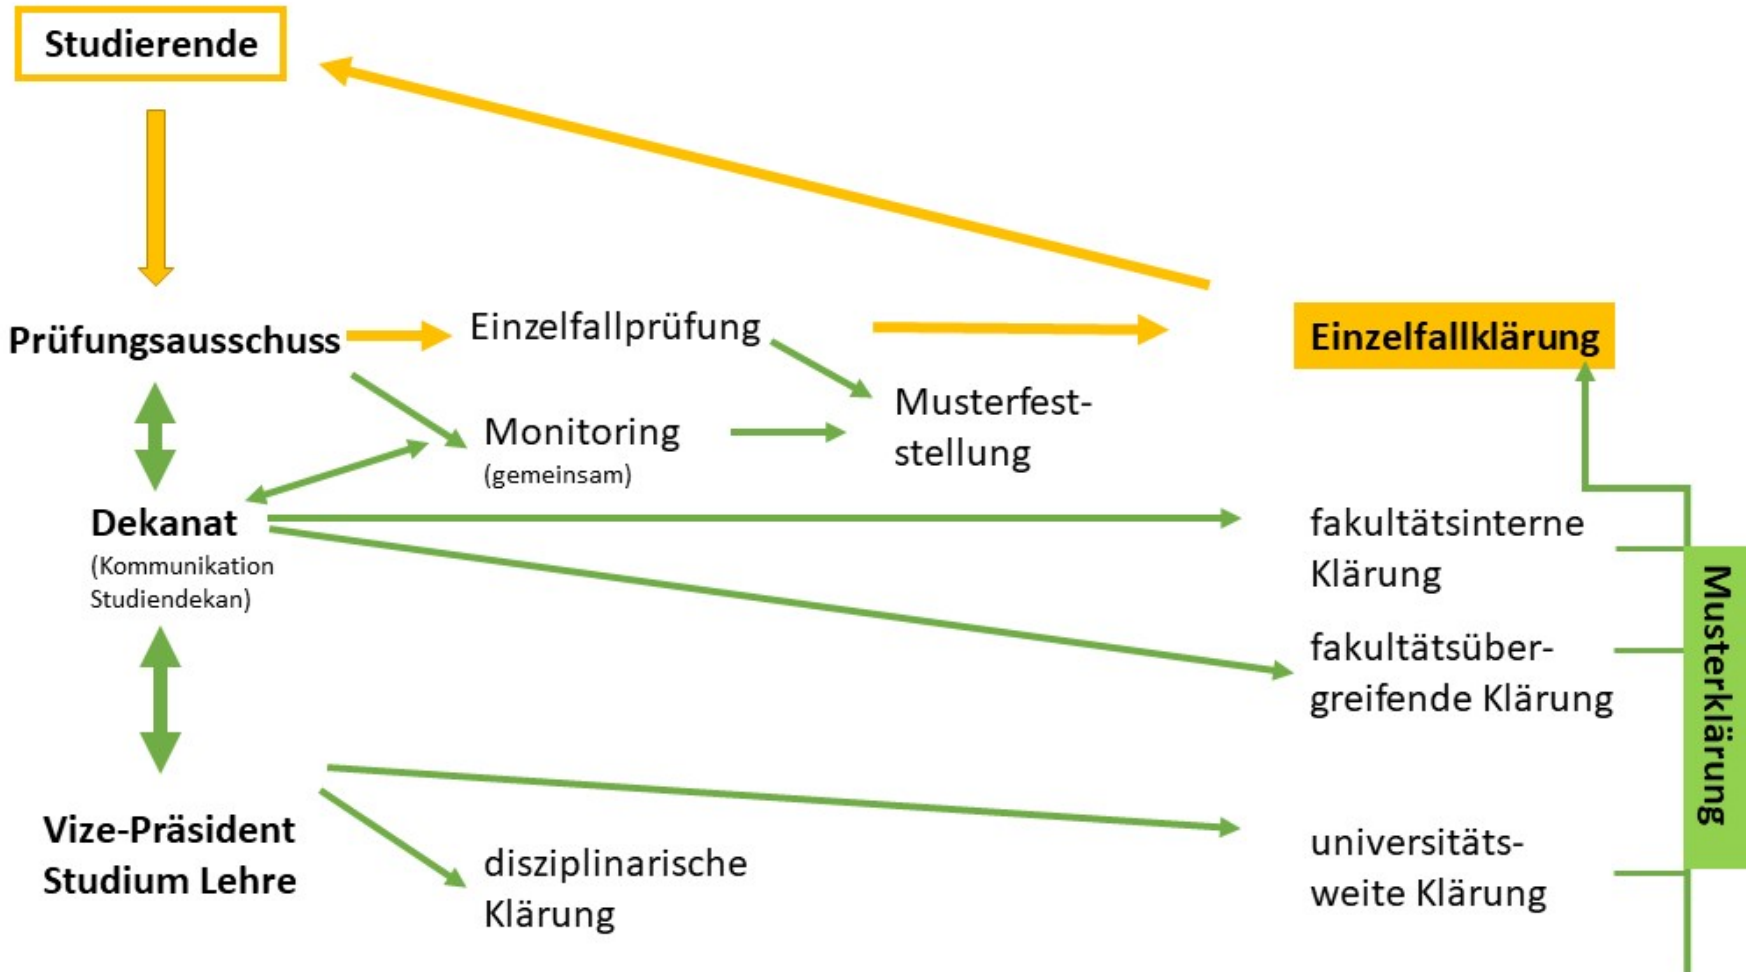 Studierende
Prüfungsausschuss
Einzelfallprüfung
Einzelfallklärung
Musterfest-
stellung
Monitoring
(gemeinsam)
Dekanat
(Kommunikation
Studiendekan)
fakultätsinterne
Klärung
fakultätsüber-
greifende Klärung
Musterklärung
Vize-Präsident
Studium Lehre
disziplinarische
Klärung
universitäts-
weite Klärung